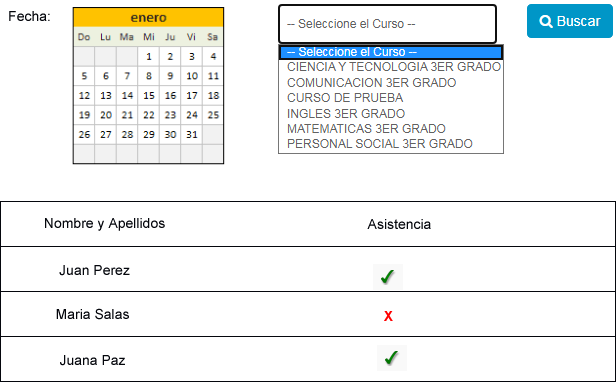 Fecha:
enero
Do Lu Ma Mi Ju Vi Sa
1 2 3 4
5 6 7 8 9 10 11
12 13 14 15 16 17 18
19 20 21 22 23 24 25
26 27 28 29 30 31
-- Seleccione el Curso --
-- Seleccione el Curso --
CIENCIA Y TECNOLOGIA 3ER GRADO
COMUNICACION 3ER GRADO
CURSO DE PRUEBA
INGLES 3ER GRADO
MATEMATICAS 3ER GRADO
PERSONAL SOCIAL 3ER GRADO
Buscar
Nombre y Apellidos Asistencia
Juan Perez ✓
Maria Salas X
Juana Paz ✓